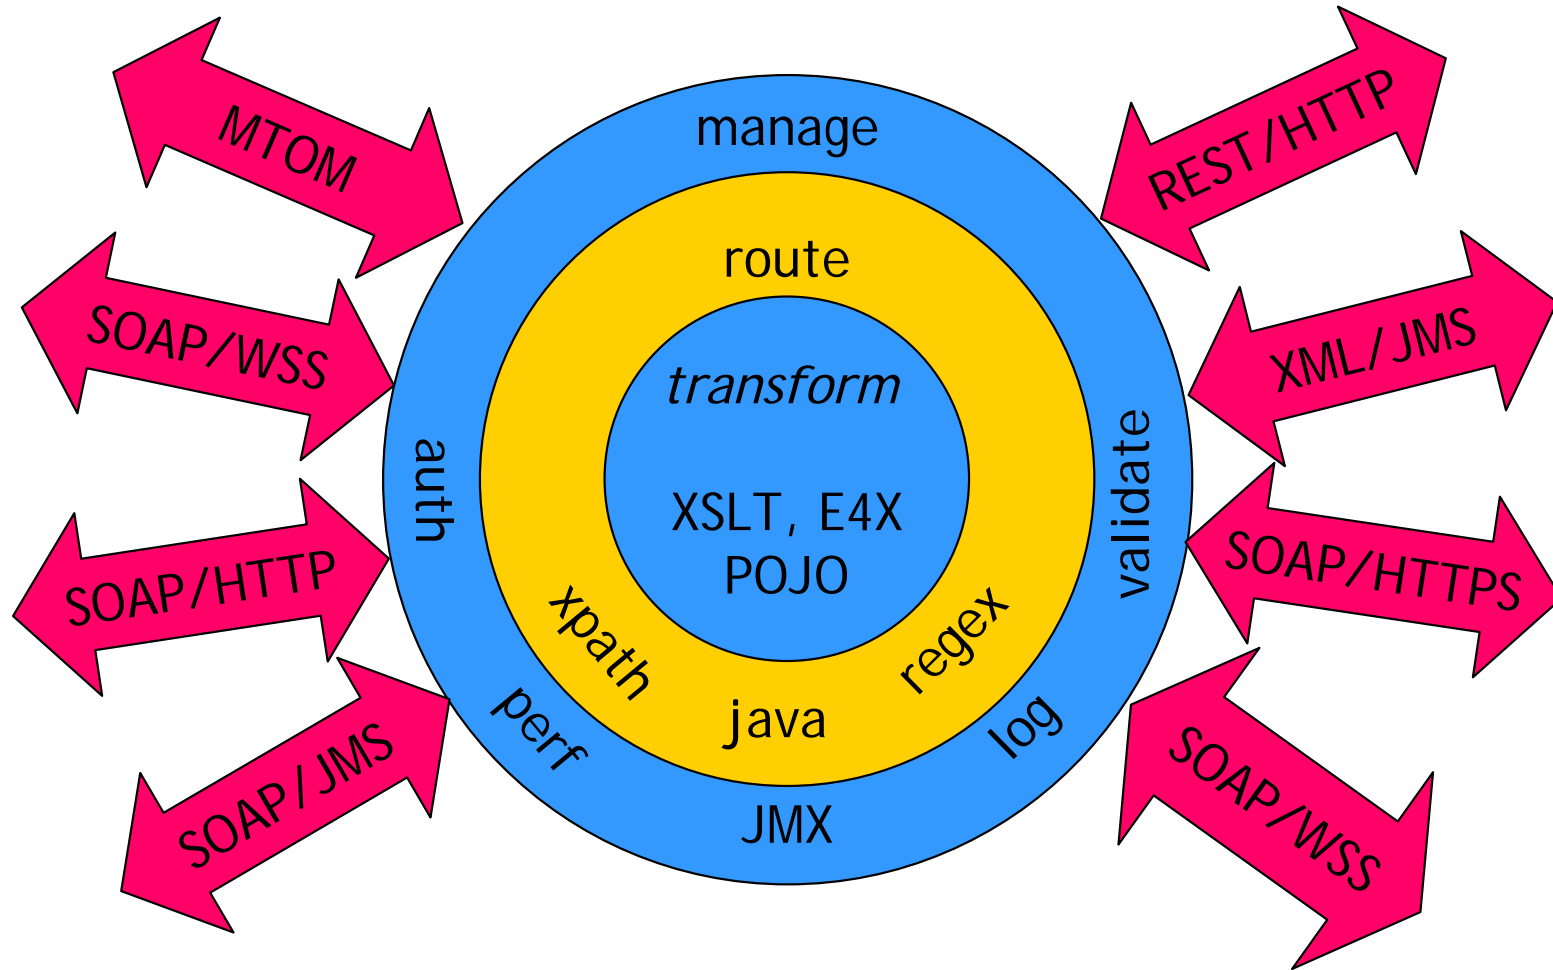 MTOM
SOAP/WSS
SOAP/HTTP
SOAP/JMS
manage
route
transform
XSLT, E4X
POJO
auth
validate
xpath
java
regex
perf
log
JMX
REST/HTTP
XML/JMS
SOAP/HTTPS
SOAP/WSS